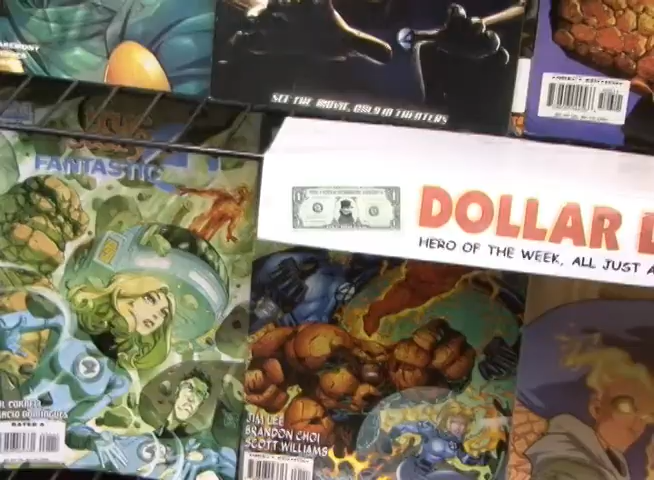 SEE THE MOVIE, ONLY IN THEATERS
FANTASTIC
DOLLAR
HERO OF THE WEEK, ALL JUST A
JIM LEE
BRANDON CHOI
SCOTT WILLIAMS
RATED A